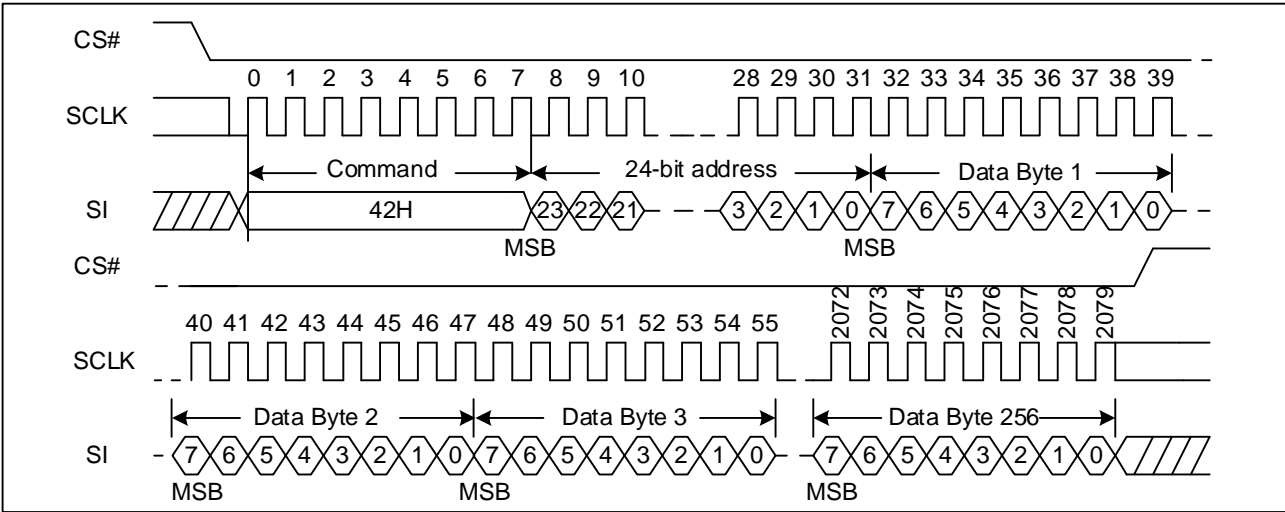 CS#
0 1 2 3 4 5 6 7 8 9 10 28 29 30 31 32 33 34 35 36 37 38 39
SCLK
Command 24-bit address Data Byte 1
SI 42H 23 22 21 3 2 1 0 7 6 5 4 3 2 1 0
MSB MSB
CS#
40 41 42 43 44 45 46 47 48 49 50 51 52 53 54 55 2072 2073 2074 2075 2076 2077 2078 2079
SCLK
Data Byte 2 Data Byte 3 Data Byte 256
SI 7 6 5 4 3 2 1 0 7 6 5 4 3 2 1 0 7 6 5 4 3 2 1 0
MSB MSB MSB